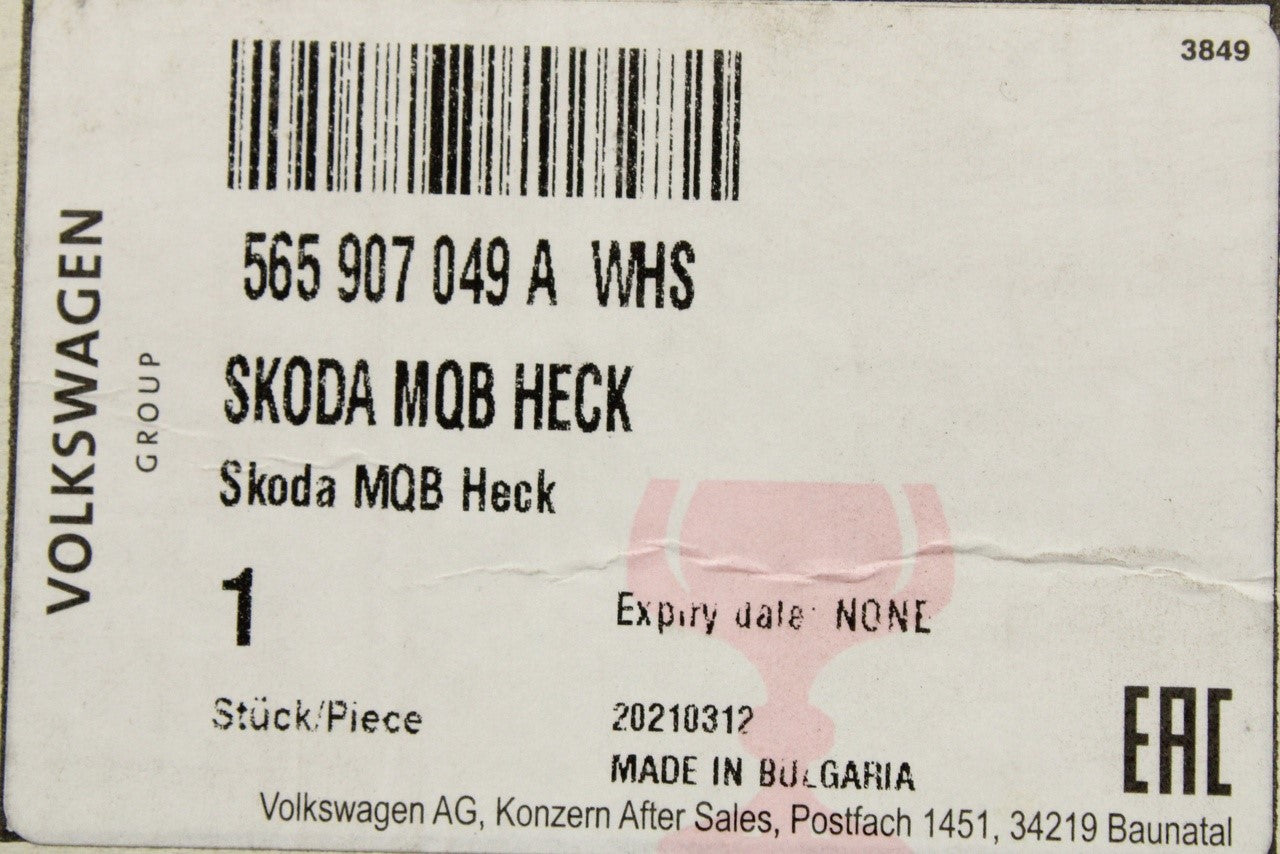 3849
VOLKSWAGEN
GROUP
565 907 049 A WHS
SKODA MQB HECK
Skoda MQB Heck
1
Expiry date: NONE
Stück/Piece
20210312
MADE IN BULGARIA
EAC
Volkswagen AG, Konzern After Sales, Postfach 1451, 34219 Baunatal